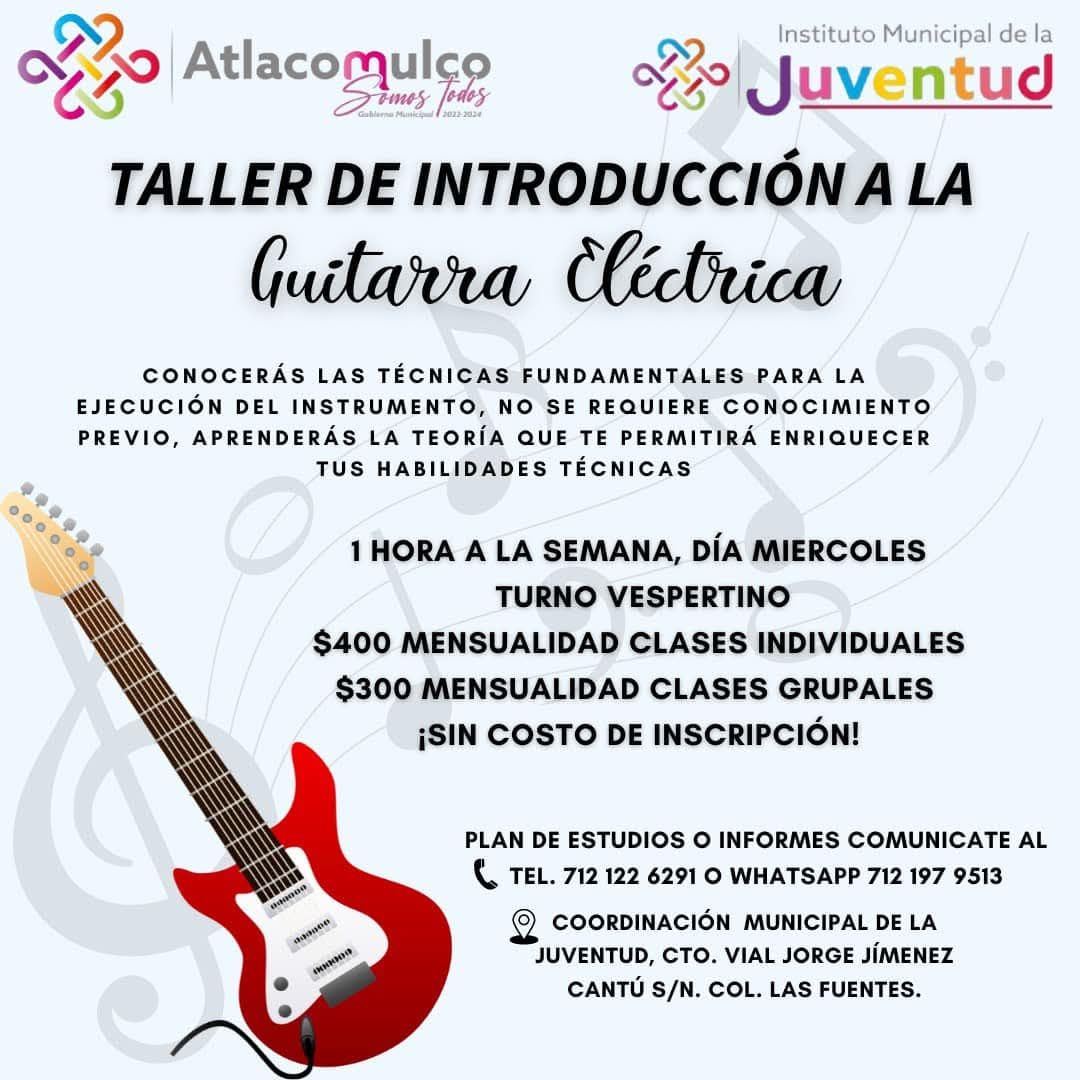 Atlacomulco
Somos Todos
Gobierno Municipal | 2022-2024
Instituto Municipal de la
Juventud
TALLER DE INTRODUCCIÓN A LA
Guitarra Eléctrica
CONOCERÁS LAS TÉCNICAS FUNDAMENTALES PARA LA
EJECUCIÓN DEL INSTRUMENTO, NO SE REQUIERE CONOCIMIENTO
PREVIO, APRENDERÁS LA TEORÍA QUE TE PERMITIRÁ ENRIQUECER
TUS HABILIDADES TÉCNICAS
1 HORA A LA SEMANA, DÍA MIERCOLES
TURNO VESPERTINO
$400 MENSUALIDAD CLASES INDIVIDUALES
$300 MENSUALIDAD CLASES GRUPALES
¡SIN COSTO DE INSCRIPCIÓN!
PLAN DE ESTUDIOS O INFORMES COMUNICATE AL
TEL. 712 122 6291 O WHATSAPP 712 197 9513
COORDINACIÓN MUNICIPAL DE LA
JUVENTUD, CTO. VIAL JORGE JÍMENEZ
CANTÚ S/N. COL. LAS FUENTES.